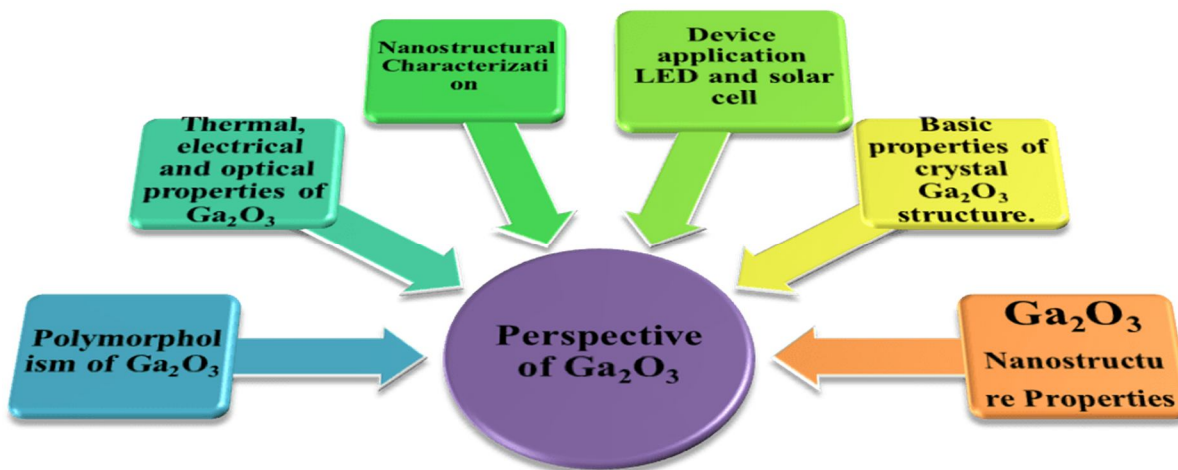 Nanostructural
Characterizati
on
Device
application
LED and solar
cell
Thermal,
electrical
and optical
properties of
Ga₂O₃
Basic
properties of
crystal
Ga₂O₃
structure.
Polymorphol
ism of Ga₂O₃
Perspective
of Ga₂O₃
Ga₂O₃
Nanostructu
re Properties